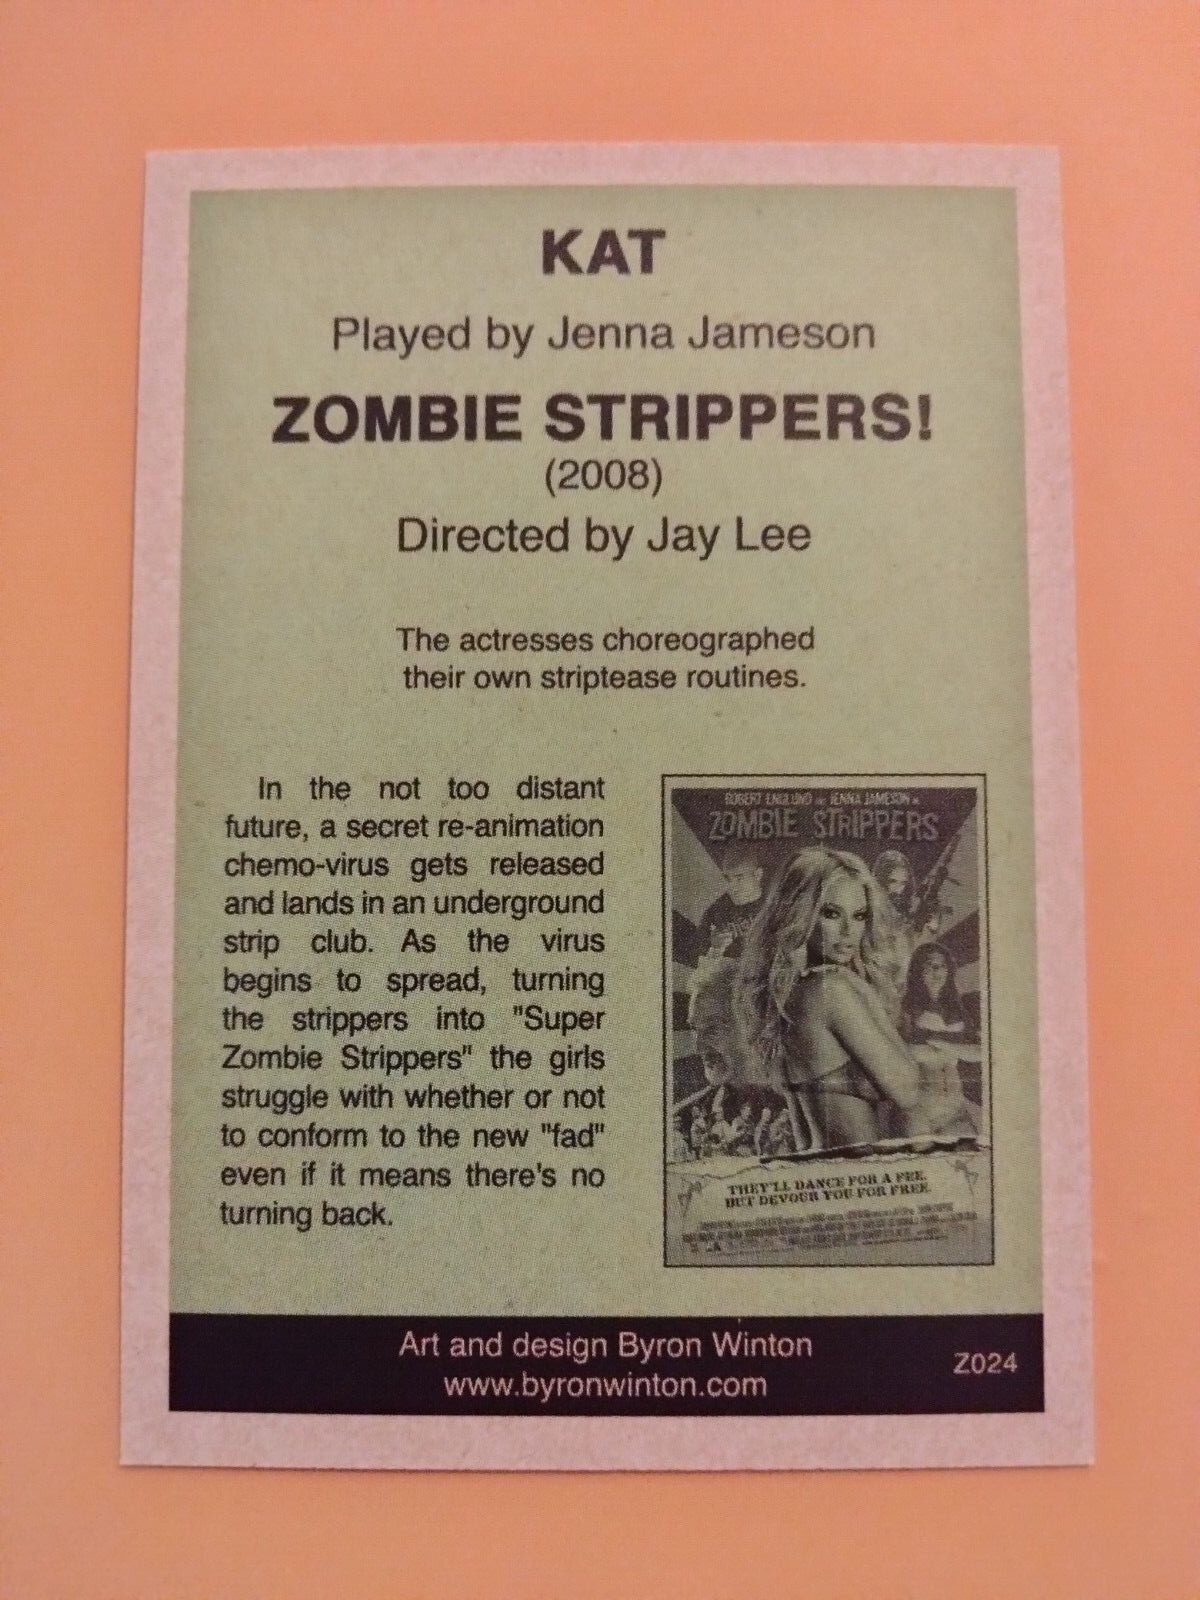 KAT
Played by Jenna Jameson
ZOMBIE STRIPPERS!
(2008)
Directed by Jay Lee
The actresses choreographed
their own striptease routines.
In the not too distant
future, a secret re-animation
chemo-virus gets released
and lands in an underground
strip club. As the virus
begins to spread, turning
the strippers into "Super
Zombie Strippers" the girls
struggle with whether or not
to conform to the new "fad"
even if it means there's no
turning back.
ROBERT ENGLUND JENNA JAMESON
ZOMBIE STRIPPERS
THEY'LL DANCE FOR A FEE,
BUT DEVOUR YOU FOR FREE.
Art and design Byron Winton
www.byronwinton.com
Z024